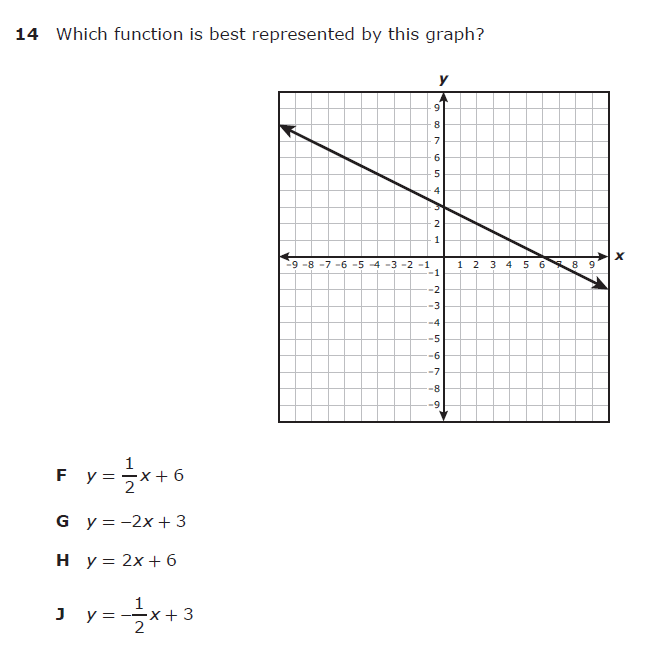 14 Which function is best represented by this graph?
y
9
8
7
6
5
4
3
2
1
-9 -8 -7 -6 -5 -4 -3 -2 -1 1 2 3 4 5 6 7 8 9 x
-1
-2
-3
-4
-5
-6
-7
-8
-9
F y = 1/2 x + 6
G y = –2x + 3
H y = 2x + 6
J y = –1/2 x + 3